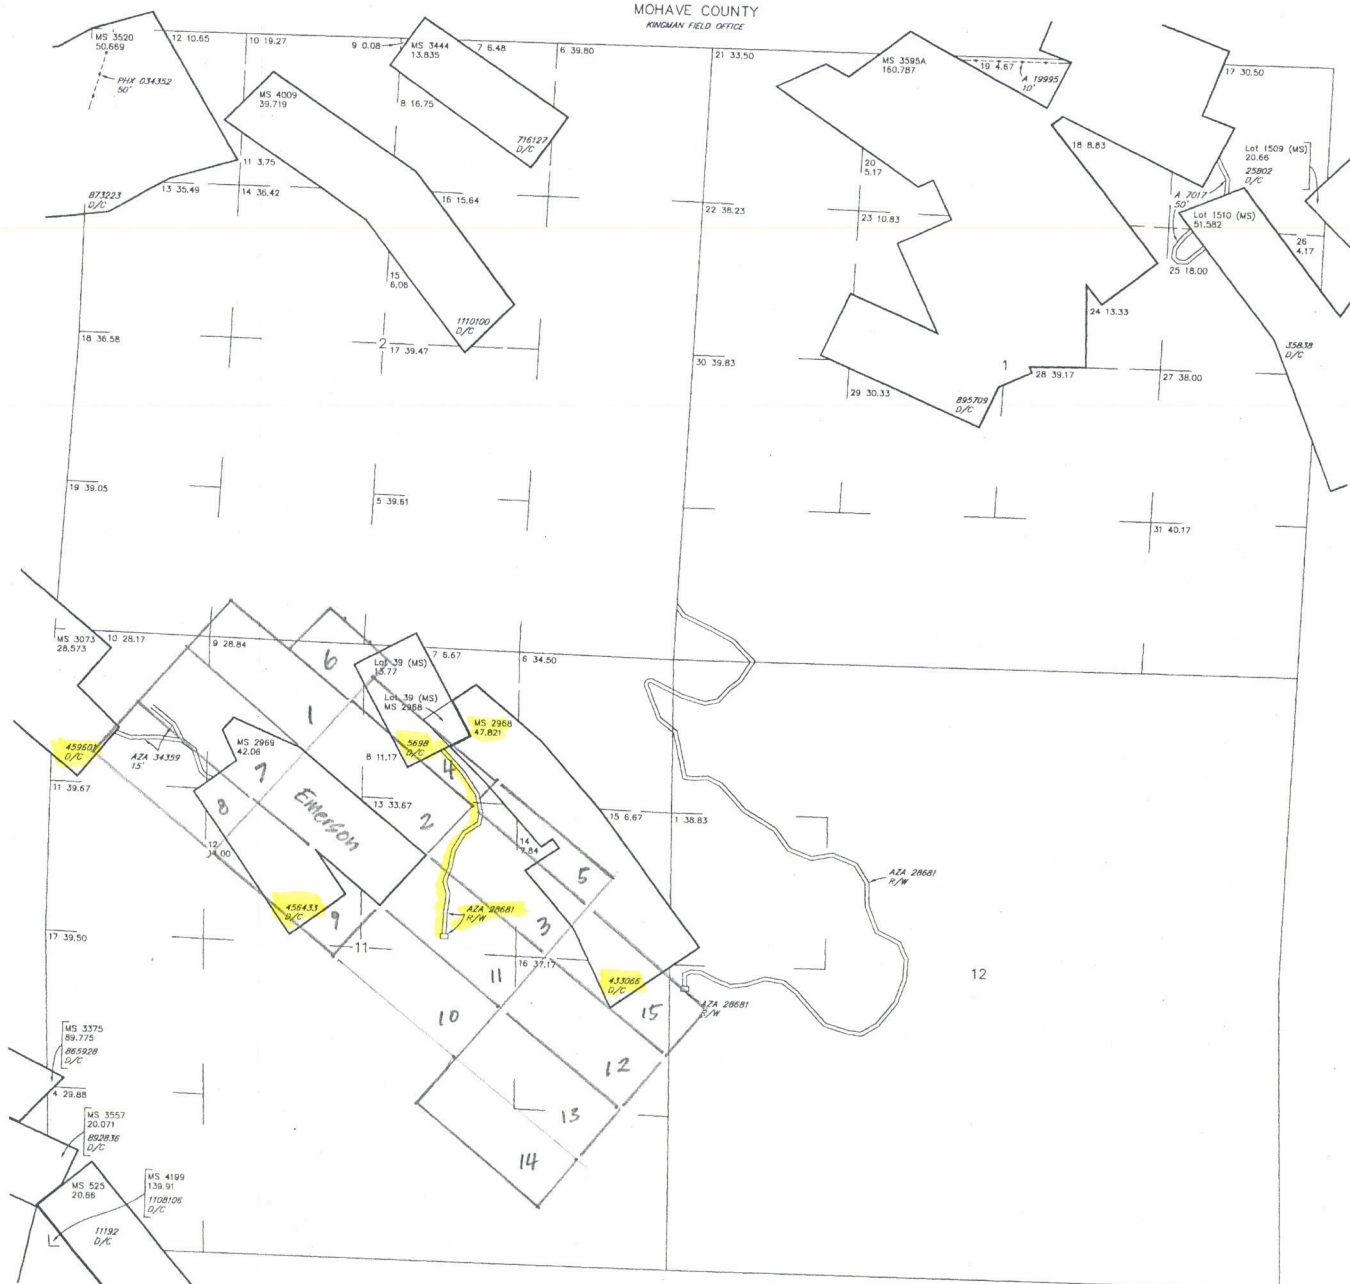 MOHAVE COUNTY
KINGMAN FIELD OFFICE
MS 3520
50.669
PHX 034352
50'
12 10.65
10 19.27
9 0.08
MS 3444
13.835
7 6.48
6 39.80
21 33.50
MS 3595A
160.787
19 4.67
A 19995
10'
17 30.50
MS 4009
39.719
8 16.75
716127
D/C
18 8.83
Lot 1509 (MS)
20.66
25802
D/C
11 3.75
13 35.49
14 36.42
873223
D/C
16 15.64
20
5.17
22 38.23
23 10.83
A 7017
50'
Lot 1510 (MS)
51.582
26
4.17
25 18.00
15
6.06
1110100
D/C
24 13.33
18 36.58
2
17 39.47
30 39.83
1
28 39.17
27 38.00
35838
D/C
29 30.33
895709
D/C
19 39.05
5 39.61
31 40.17
MS 3073
28.573
10 28.17
9 28.84
6
Lot 39 (MS)
13.77
7 6.67
6 34.50
Lot 39 (MS)
MS 2968
1
MS 2968
47.821
459601
D/C
AZA 34359
15'
MS 2969
42.06
7
8 11.17
5698
D/C
4
11 39.67
8
Emerson
13 33.67
2
15 6.67
1 38.83
12
14
7.84
5
AZA 28681
R/W
456433
D/C
9
AZA 28681
R/W
3
17 39.50
11
11
16 37.17
433066
D/C
12
10
15
AZA 28681
R/W
MS 3375
89.775
865928
D/C
12
4 29.88
13
MS 3557
20.071
892836
D/C
14
MS 525
20.66
MS 4199
139.91
1108106
D/C
11192
D/C